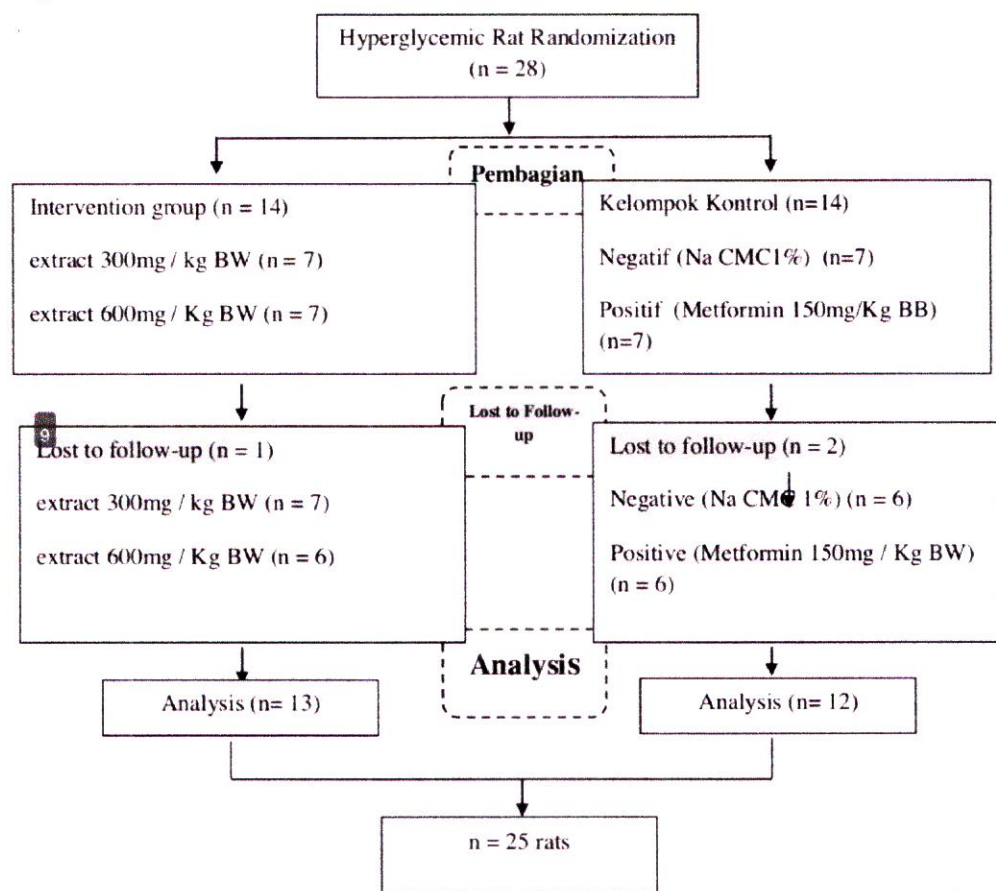 Hyperglycemic Rat Randomization
(n = 28)
Pembagian
Intervention group (n = 14)
extract 300mg / kg BW (n = 7)
extract 600mg / Kg BW (n = 7)
Kelompok Kontrol (n=14)
Negatif (Na CMC1%) (n=7)
Positif (Metformin 150mg/Kg BB)
(n=7)
Lost to Follow-
up
9
Lost to follow-up (n = 1)
extract 300mg / kg BW (n = 7)
extract 600mg / Kg BW (n = 6)
Lost to follow-up (n = 2)
Negative (Na CMC 1%) (n = 6)
Positive (Metformin 150mg / Kg BW)
(n = 6)
Analysis
Analysis (n= 13)
Analysis (n= 12)
n = 25 rats